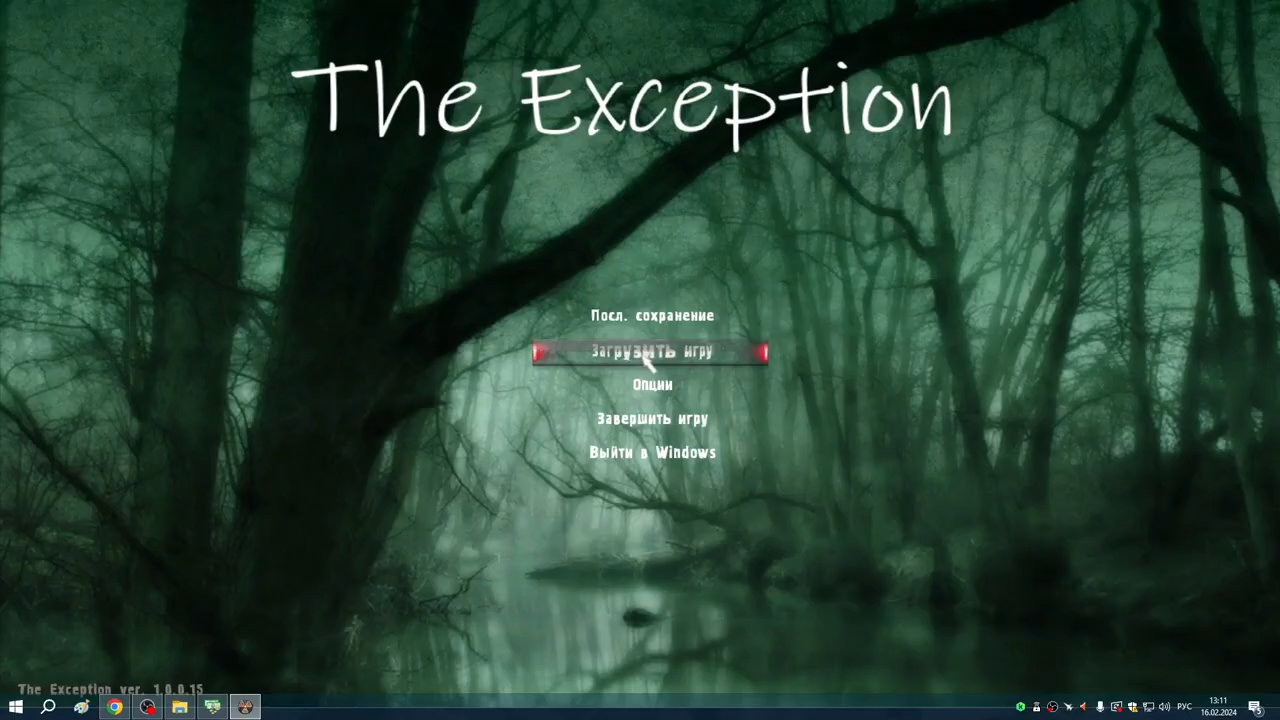 The Exception
Посл. сохранение
Загрузить игру
Опции
Завершить игру
Выйти в Windows
The Exception ver. 1.0.0.15
РУС
13:11
16.02.2024